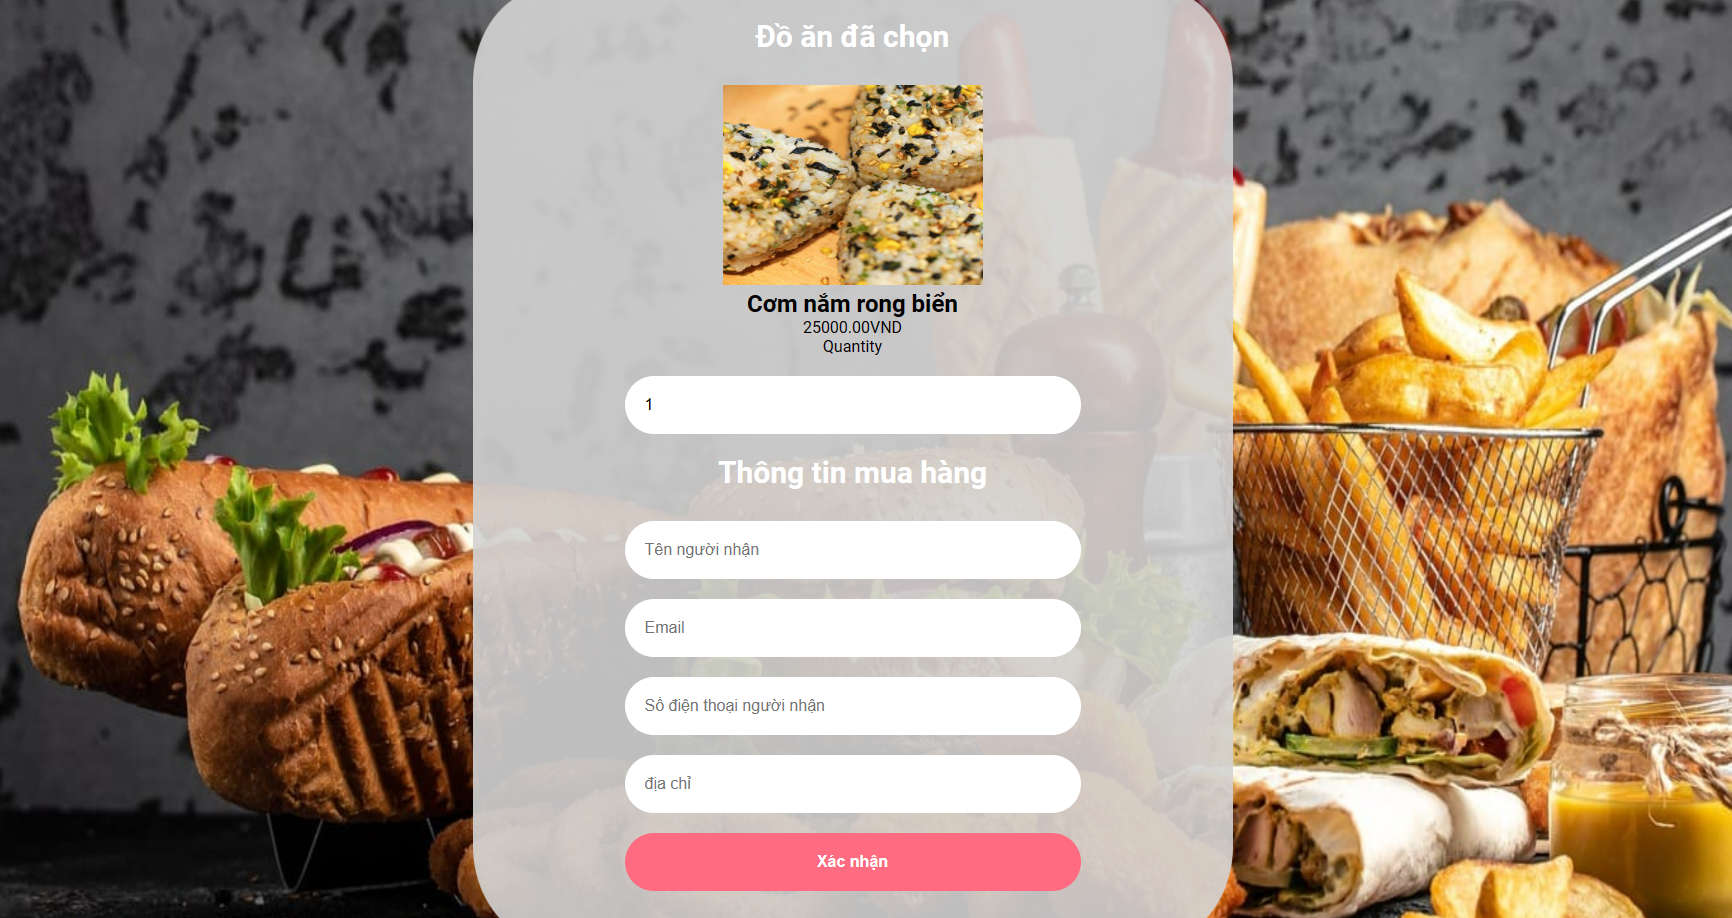 Đồ ăn đã chọn
Cơm nắm rong biển
25000.00VND
Quantity
1
Thông tin mua hàng
Tên người nhận
Email
Số điện thoại người nhận
địa chỉ
Xác nhận